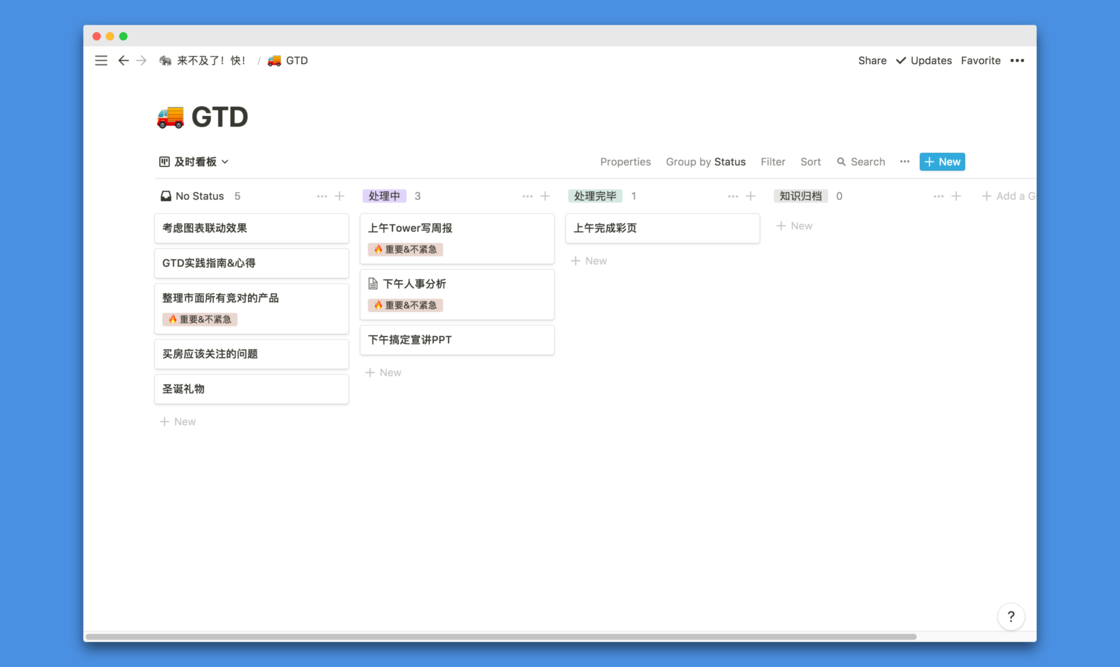 来不及了！快！ / GTD
Share Updates Favorite
GTD
及时看板
Properties Group by Status Filter Sort Search New
No Status 5
考虑图表联动效果
GTD实践指南&心得
整理市面所有竞对的产品
重要&不紧急
买房应该关注的问题
圣诞礼物
New
处理中 3
上午Tower写周报
重要&不紧急
下午人事分析
重要&不紧急
下午搞定宣讲PPT
New
处理完毕 1
上午完成彩页
New
知识归档 0
New
Add a G
?